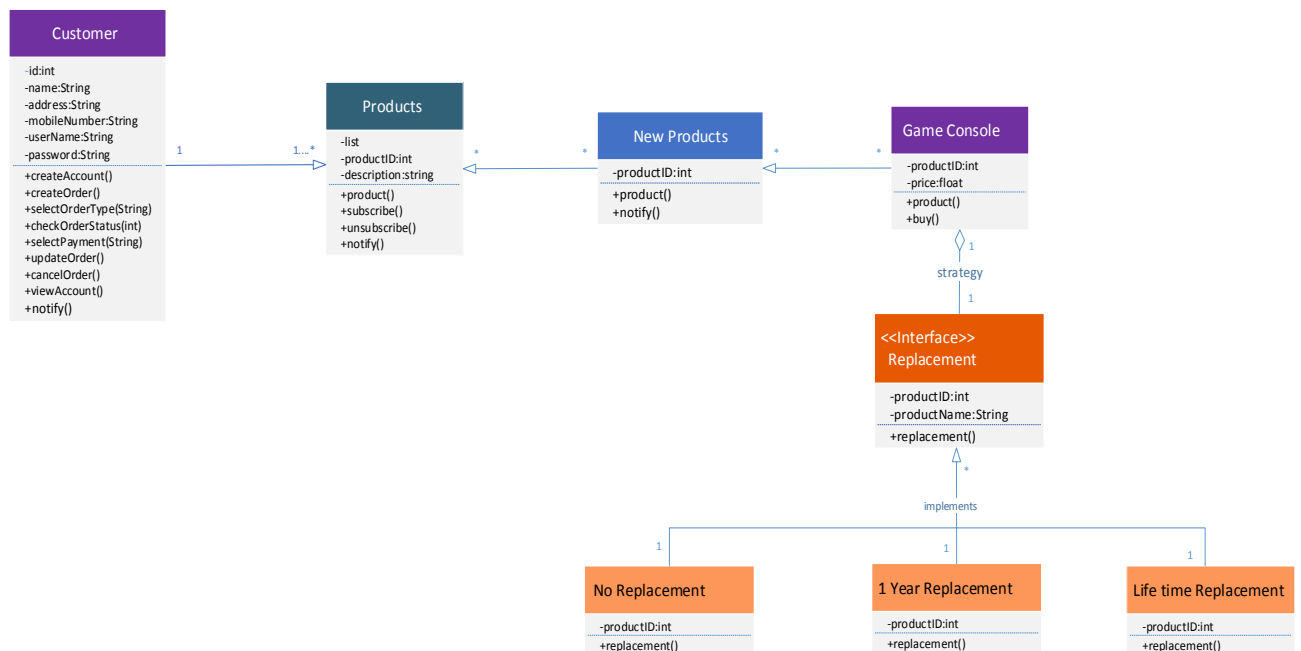 Customer
-id:int
-name:String
-address:String
-mobileNumber:String
-userName:String
-password:String
+createAccount()
+createOrder()
+selectOrderType(String)
+checkOrderStatus(int)
+selectPayment(String)
+updateOrder()
+cancelOrder()
+viewAccount()
+notify()
1
1....*
Products
-list
-productID:int
-description:string
+product()
+subscribe()
+unsubscribe()
+notify()
*
*
New Products
-productID:int
+product()
+notify()
*
*
Game Console
-productID:int
-price:float
+product()
+buy()
1
strategy
1
<<Interface>>
Replacement
-productID:int
-productName:String
+replacement()
*
implements
1
1
1
No Replacement
-productID:int
+replacement()
1 Year Replacement
-productID:int
+replacement()
Life time Replacement
-productID:int
+replacement()